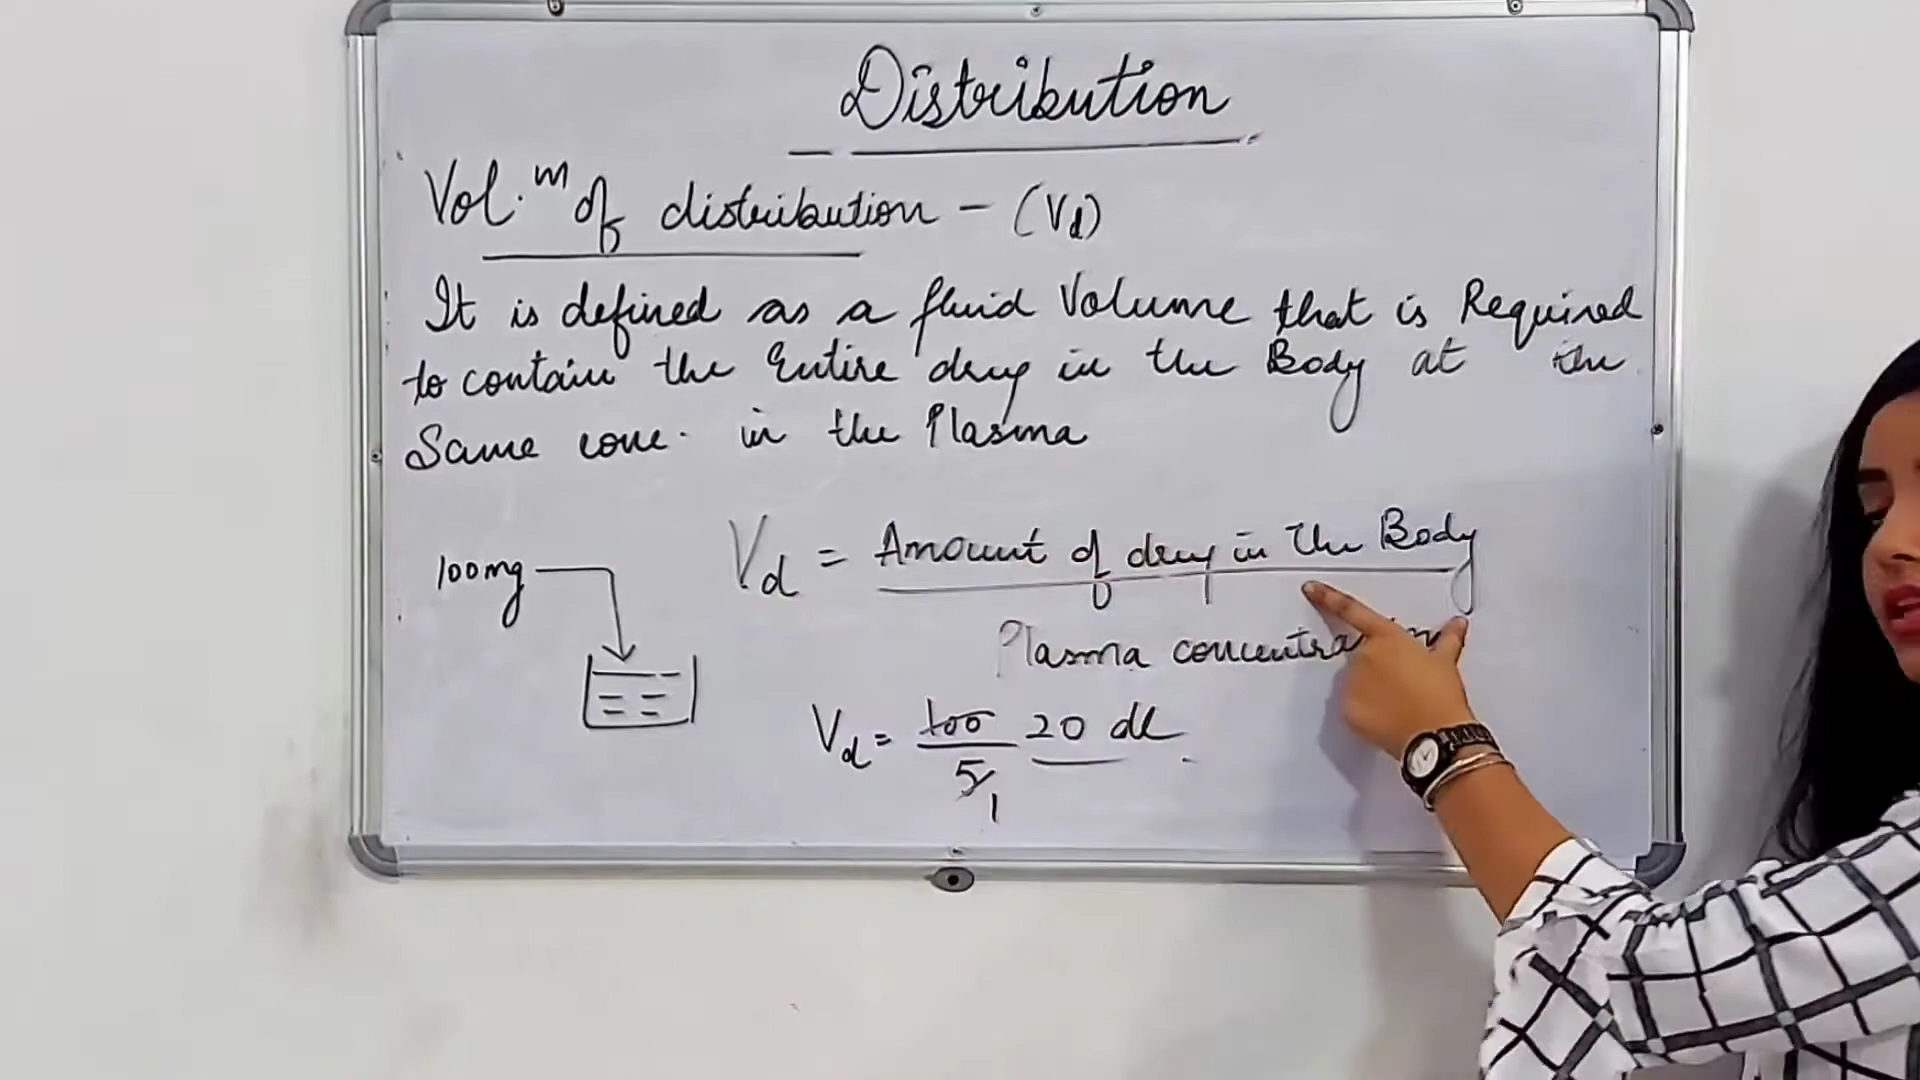 Distribution
Vol.m of distribution - (Vd)
It is defined as a fluid Volume that is Required
to contain the Entire drug in the Body at the
Same conc. in the Plasma
Vd = Amount of drug in the Body
Plasma concentration
100mg
Vd = 100 20 dl
5/1